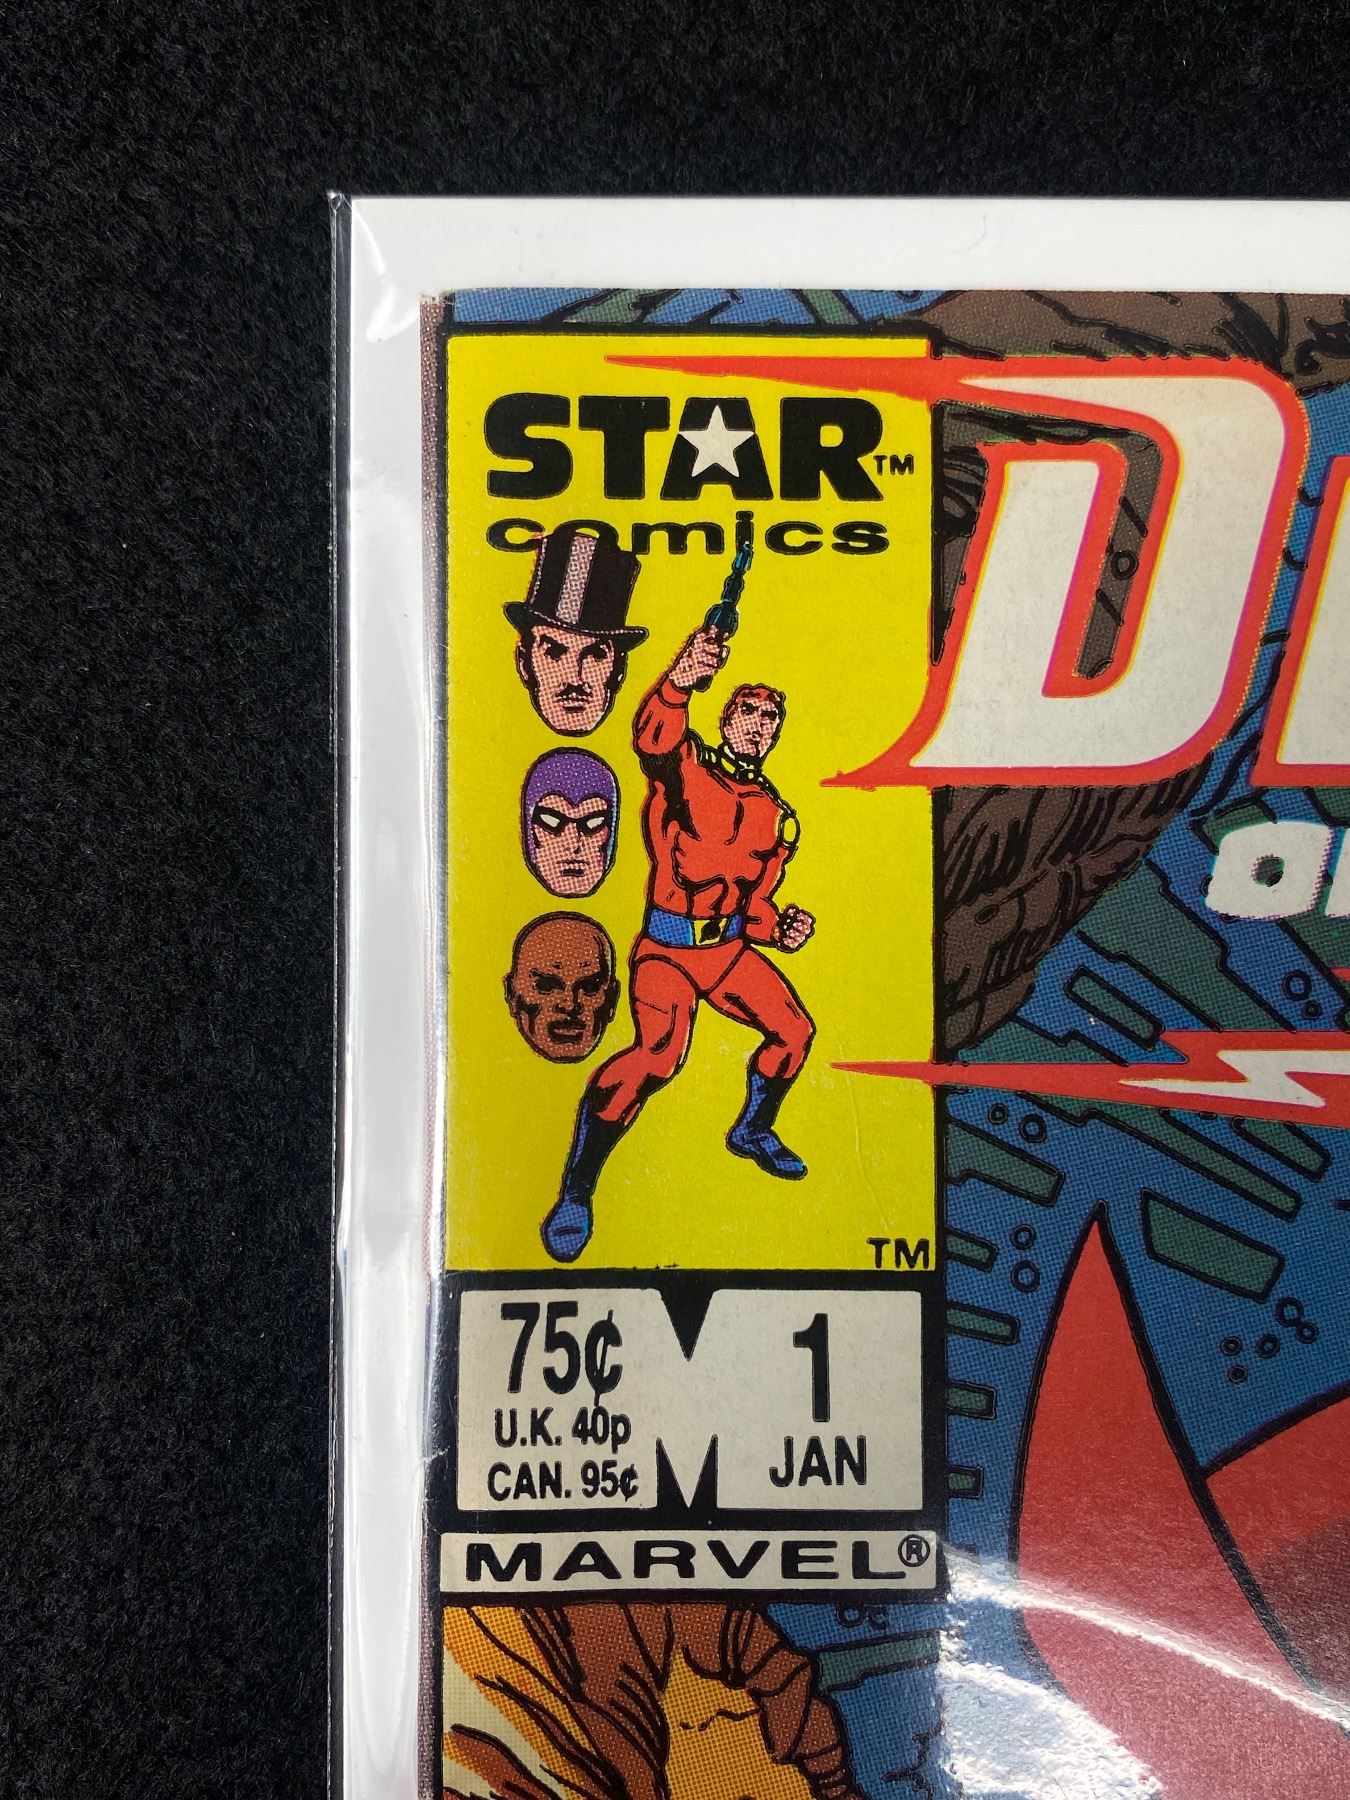 STAR™
comics
TM
75¢
U.K. 40p
CAN. 95¢
1
JAN
MARVEL®
D